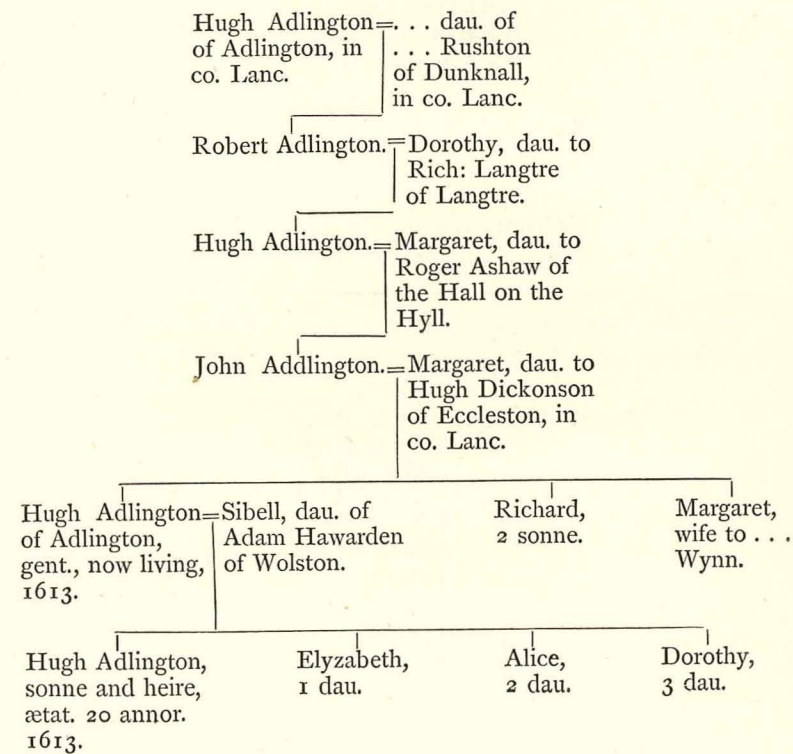 Hugh Adlington=. . . dau. of
of Adlington, in . . . Rushton
co. Lanc. of Dunknall,
in co. Lanc.
Robert Adlington.=Dorothy, dau. to
Rich: Langtre
of Langtre.
Hugh Adlington.=Margaret, dau. to
Roger Ashaw of
the Hall on the
Hyll.
John Addlington.=Margaret, dau. to
Hugh Dickonson
of Eccleston, in
co. Lanc.
Hugh Adlington=Sibell, dau. of Richard, Margaret,
of Adlington, Adam Hawarden 2 sonne. wife to . . .
gent., now living, of Wolston. Wynn.
1613.
Hugh Adlington, Elyzabeth, Alice, Dorothy,
sonne and heire, 1 dau. 2 dau. 3 dau.
ætat. 20 annor.
1613.